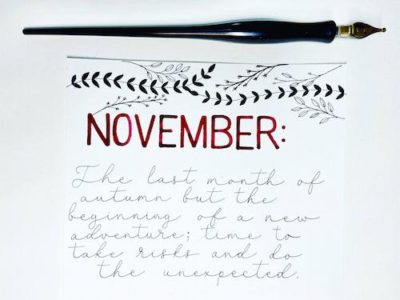 NOVEMBER:
The last month of
autumn but the
beginning of a new
adventure; time to
take risks and do
the unexpected.